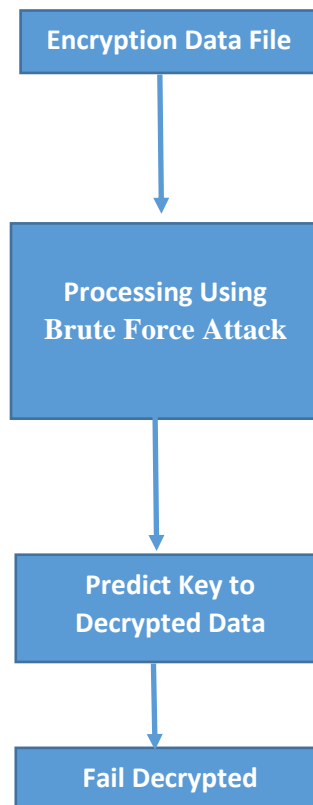 Encryption Data File
Processing Using
Brute Force Attack
Predict Key to
Decrypted Data
Fail Decrypted